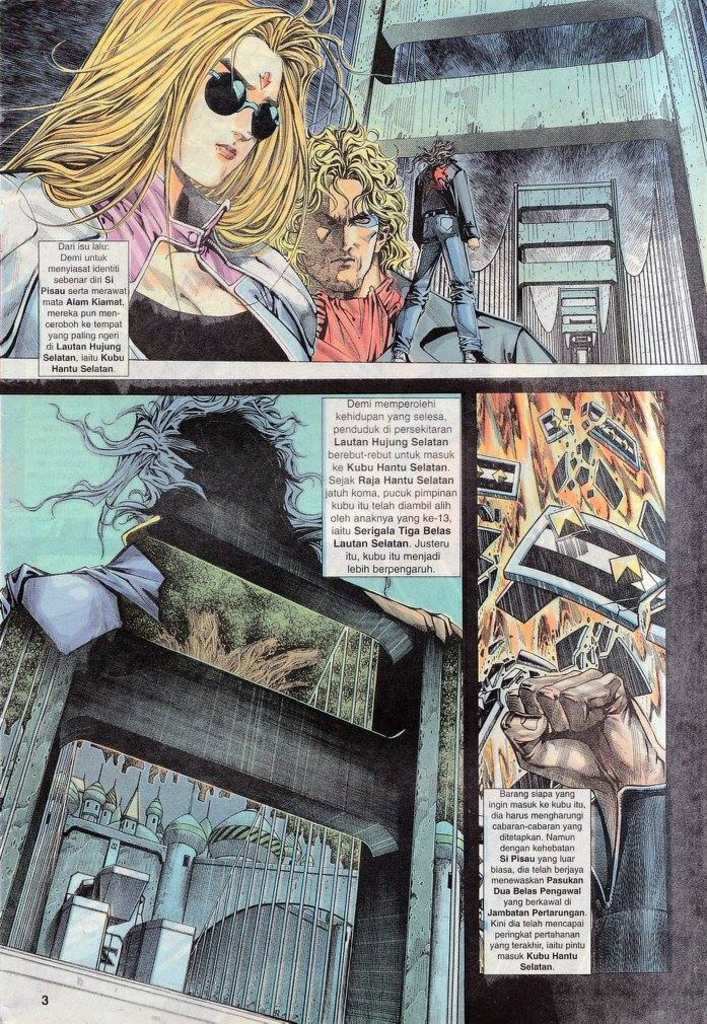 Dari isu lalu:
Demi untuk
menyiasat identiti
sebenar diri Si
Pisau serta merawat
mata Alam Kiamat,
mereka pun men-
ceroboh ke tempat
yang paling ngeri
di Lautan Hujung
Selatan, iaitu Kubu
Hantu Selatan.
Demi memperolehi
kehidupan yang selesa,
penduduk di persekitaran
Lautan Hujung Selatan
berebut-rebut untuk masuk
ke Kubu Hantu Selatan.
Sejak Raja Hantu Selatan
jatuh koma, pucuk pimpinan
kubu itu telah diambil alih
oleh anaknya yang ke-13,
iaitu Serigala Tiga Belas
Lautan Selatan. Justeru
itu, kubu itu menjadi
lebih berpengaruh.
Barang siapa yang
ingin masuk ke kubu itu,
dia harus mengharungi
cabaran-cabaran yang
ditetapkan. Namun
dengan kehebatan
Si Pisau yang luar
biasa, dia telah berjaya
menewaskan Pasukan
Dua Belas Pengawal
yang berkawal di
Jambatan Pertarungan.
Kini dia telah mencapai
peringkat pertahanan
yang terakhir, iaitu pintu
masuk Kubu Hantu
Selatan.
3